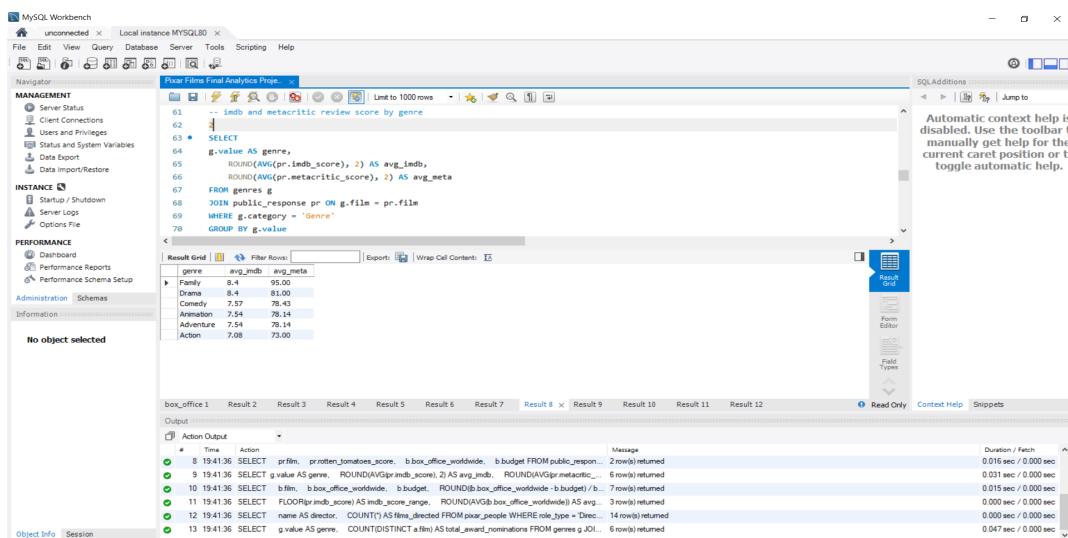 MySQL Workbench
unconnected × Local instance MYSQL80 ×
File Edit View Query Database Server Tools Scripting Help
Navigator
MANAGEMENT
Server Status
Client Connections
Users and Privileges
Status and System Variables
Data Export
Data Import/Restore
INSTANCE
Startup / Shutdown
Server Logs
Options File
PERFORMANCE
Dashboard
Performance Reports
Performance Schema Setup
Administration Schemas
Information
No object selected
Object Info Session
Pixar Films Final Analytics Proje... ×
Limit to 1000 rows
61 -- imdb and metacritic review score by genre
62 2
63 SELECT
64 g.value AS genre,
65 ROUND(AVG(pr.imdb_score), 2) AS avg_imdb,
66 ROUND(AVG(pr.metacritic_score), 2) AS avg_meta
67 FROM genres g
68 JOIN public_response pr ON g.film = pr.film
69 WHERE g.category = 'Genre'
70 GROUP BY g.value
Result Grid Filter Rows: Export: Wrap Cell Content:
genre avg_imdb avg_meta
Family 8.4 95.00
Drama 8.4 81.00
Comedy 7.57 78.43
Animation 7.54 78.14
Adventure 7.54 78.14
Action 7.08 73.00
Result Grid
Form Editor
Field Types
box_office 1 Result 2 Result 3 Result 4 Result 5 Result 6 Result 7 Result 8 × Result 9 Result 10 Result 11 Result 12 Read Only
Output
Action Output
# Time Action Message Duration / Fetch
8 19:41:36 SELECT pr.film, pr.rotten_tomatoes_score, b.box_office_worldwide, b.budget FROM public_respon... 2 row(s) returned 0.016 sec / 0.000 sec
9 19:41:36 SELECT g.value AS genre, ROUND(AVG(pr.imdb_score), 2) AS avg_imdb, ROUND(AVG(pr.metacritic_... 6 row(s) returned 0.031 sec / 0.000 sec
10 19:41:36 SELECT b.film, b.box_office_worldwide, b.budget, ROUND((b.box_office_worldwide - b.budget) / b... 7 row(s) returned 0.015 sec / 0.000 sec
11 19:41:36 SELECT FLOOR(pr.imdb_score) AS imdb_score_range, ROUND(AVG(b.box_office_worldwide)) AS avg... 3 row(s) returned 0.000 sec / 0.000 sec
12 19:41:36 SELECT name AS director, COUNT(*) AS films_directed FROM pixar_people WHERE role_type = 'Direc... 14 row(s) returned 0.000 sec / 0.000 sec
13 19:41:36 SELECT g.value AS genre, COUNT(DISTINCT a.film) AS total_award_nominations FROM genres g JOI... 6 row(s) returned 0.047 sec / 0.000 sec
SQLAdditions
Jump to
Automatic context help is
disabled. Use the toolbar t
manually get help for the
current caret position or t
toggle automatic help.
Context Help Snippets